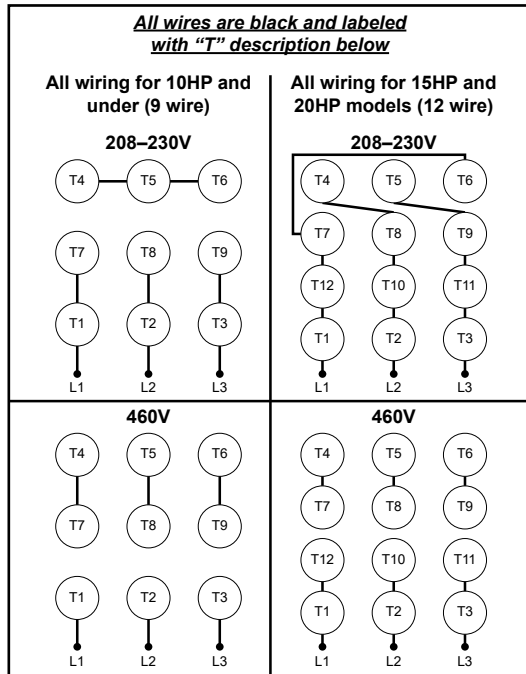 All wires are black and labeled
with “T” description below
All wiring for 10HP and
under (9 wire)
208–230V
T4 T5 T6
T7 T8 T9
T1 T2 T3
L1 L2 L3
All wiring for 15HP and
20HP models (12 wire)
208–230V
T4 T5 T6
T7 T8 T9
T12 T10 T11
T1 T2 T3
L1 L2 L3
460V
T4 T5 T6
T7 T8 T9
T1 T2 T3
L1 L2 L3
460V
T4 T5 T6
T7 T8 T9
T12 T10 T11
T1 T2 T3
L1 L2 L3